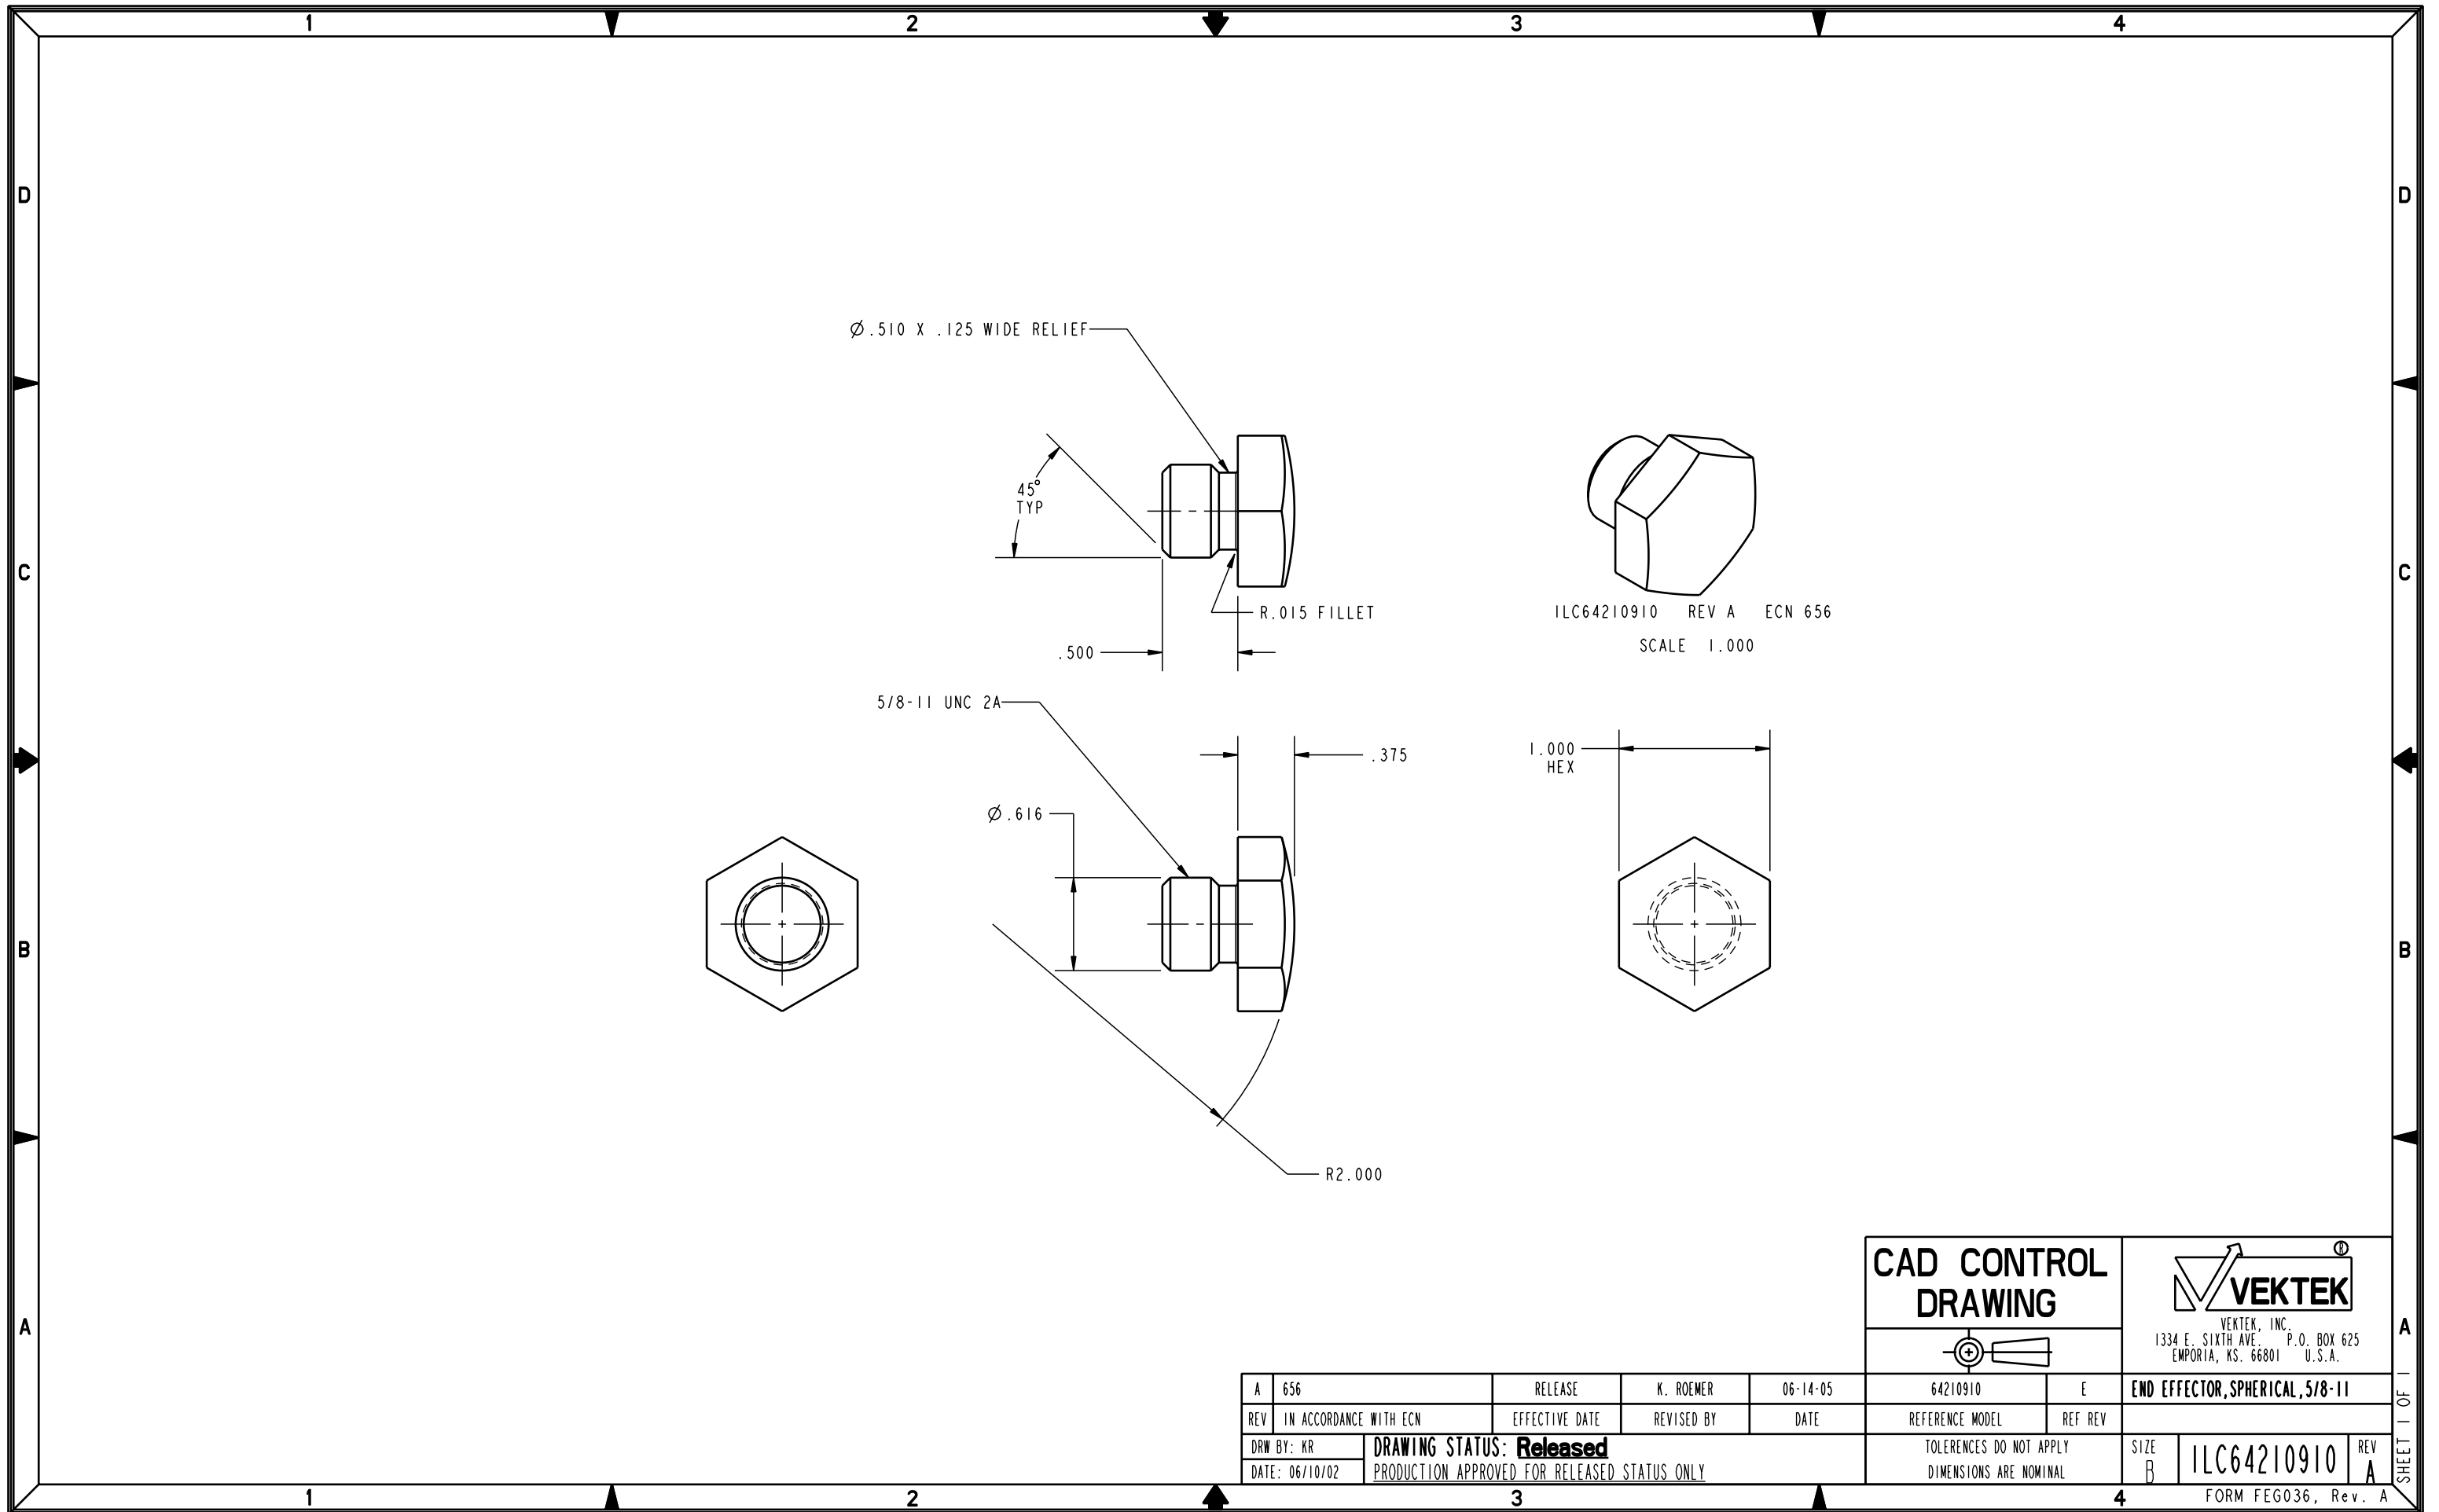 1 2 3 4
D D
Ø.510 X .125 WIDE RELIEF
45°
TYP
C C
R.015 FILLET
ILC64210910 REV A ECN 656
SCALE 1.000
.500
5/8-11 UNC 2A
.375
1.000
HEX
Ø.616
B B
R2.000
CAD CONTROL
DRAWING
®
VEKTEK
VEKTEK, INC.
1334 E. SIXTH AVE. P.O. BOX 625
EMPORIA, KS. 66801 U.S.A.
A A
A 656 RELEASE K. ROEMER 06-14-05 64210910 E END EFFECTOR,SPHERICAL,5/8-11
REV IN ACCORDANCE WITH ECN EFFECTIVE DATE REVISED BY DATE REFERENCE MODEL REF REV
DRW BY: KR DRAWING STATUS: Released TOLERENCES DO NOT APPLY SIZE ILC64210910 REV
DATE: 06/10/02 PRODUCTION APPROVED FOR RELEASED STATUS ONLY DIMENSIONS ARE NOMINAL B A
SHEET 1 OF 1
1 2 3 4 FORM FEG036, Rev. A